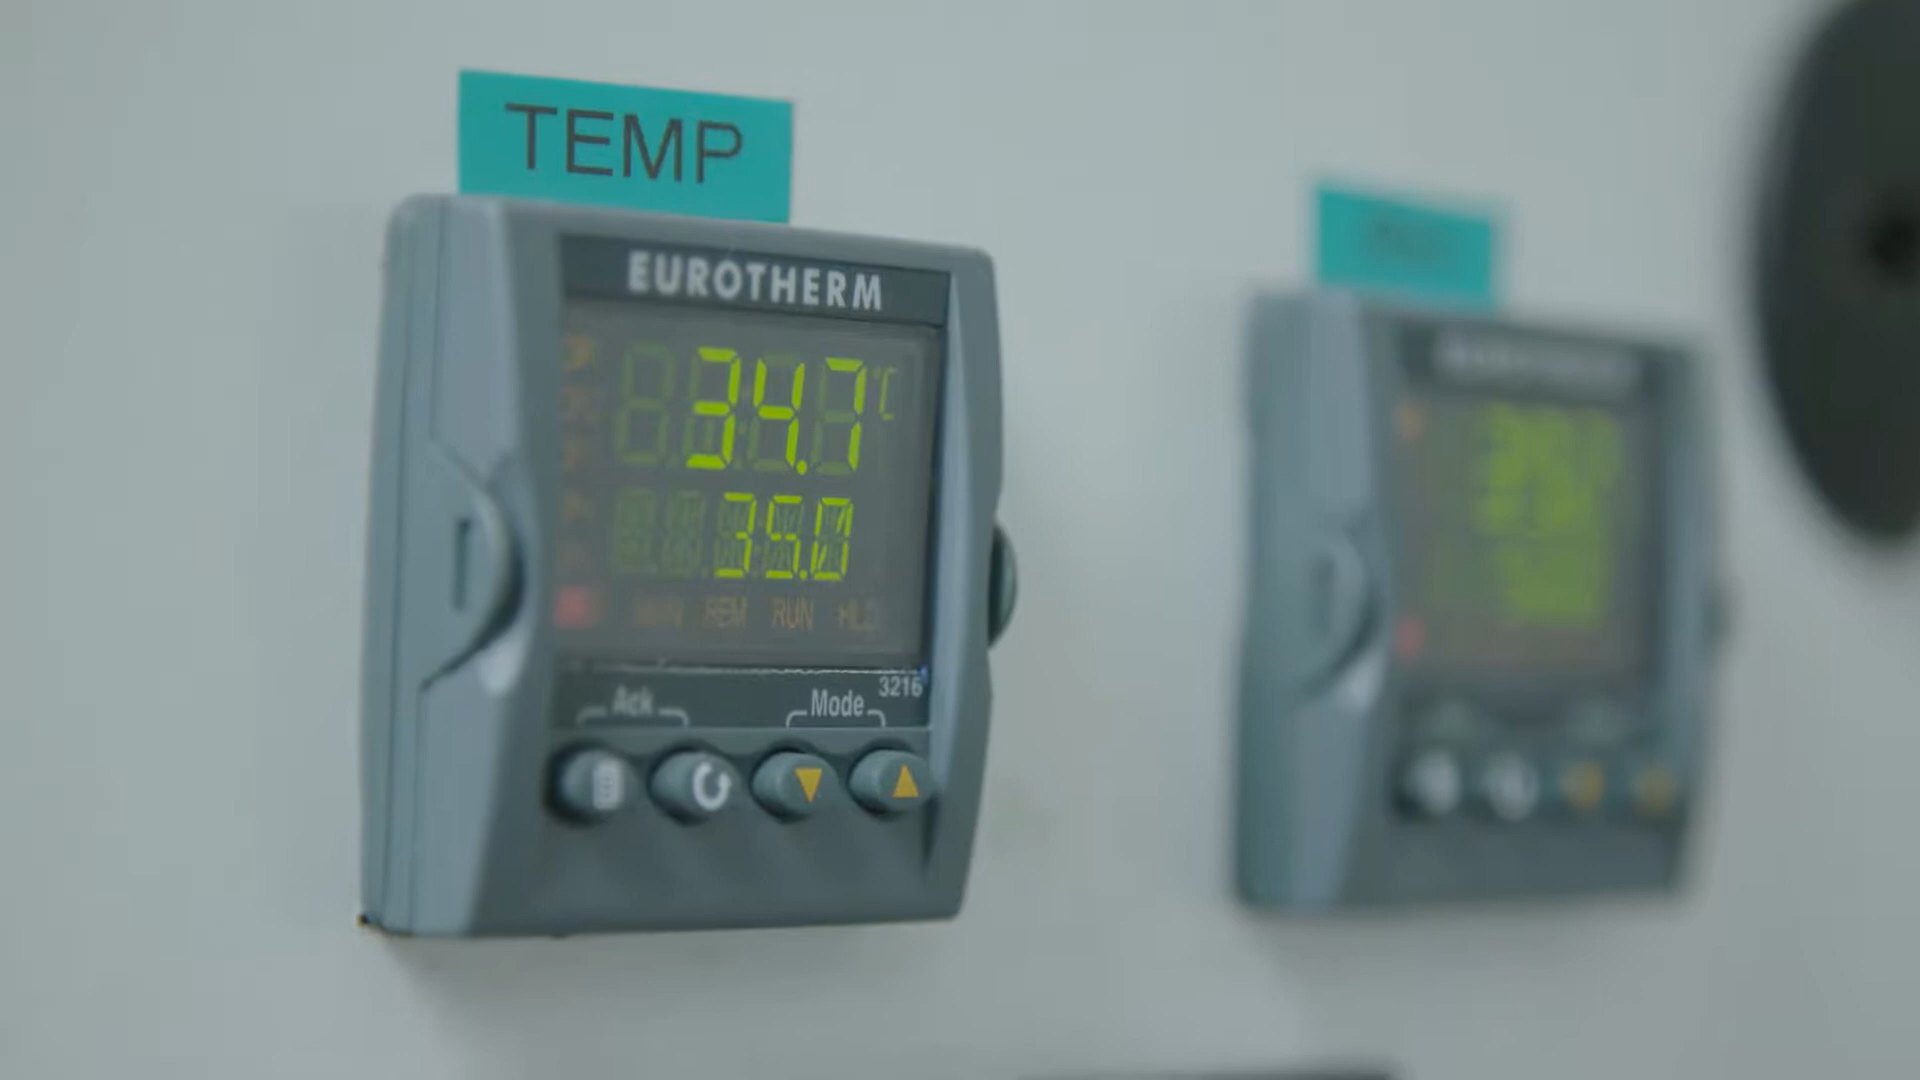 TEMP
EUROTHERM
34.7 °C
35.0
MAN REM RUN HLD
3216
Ack Mode